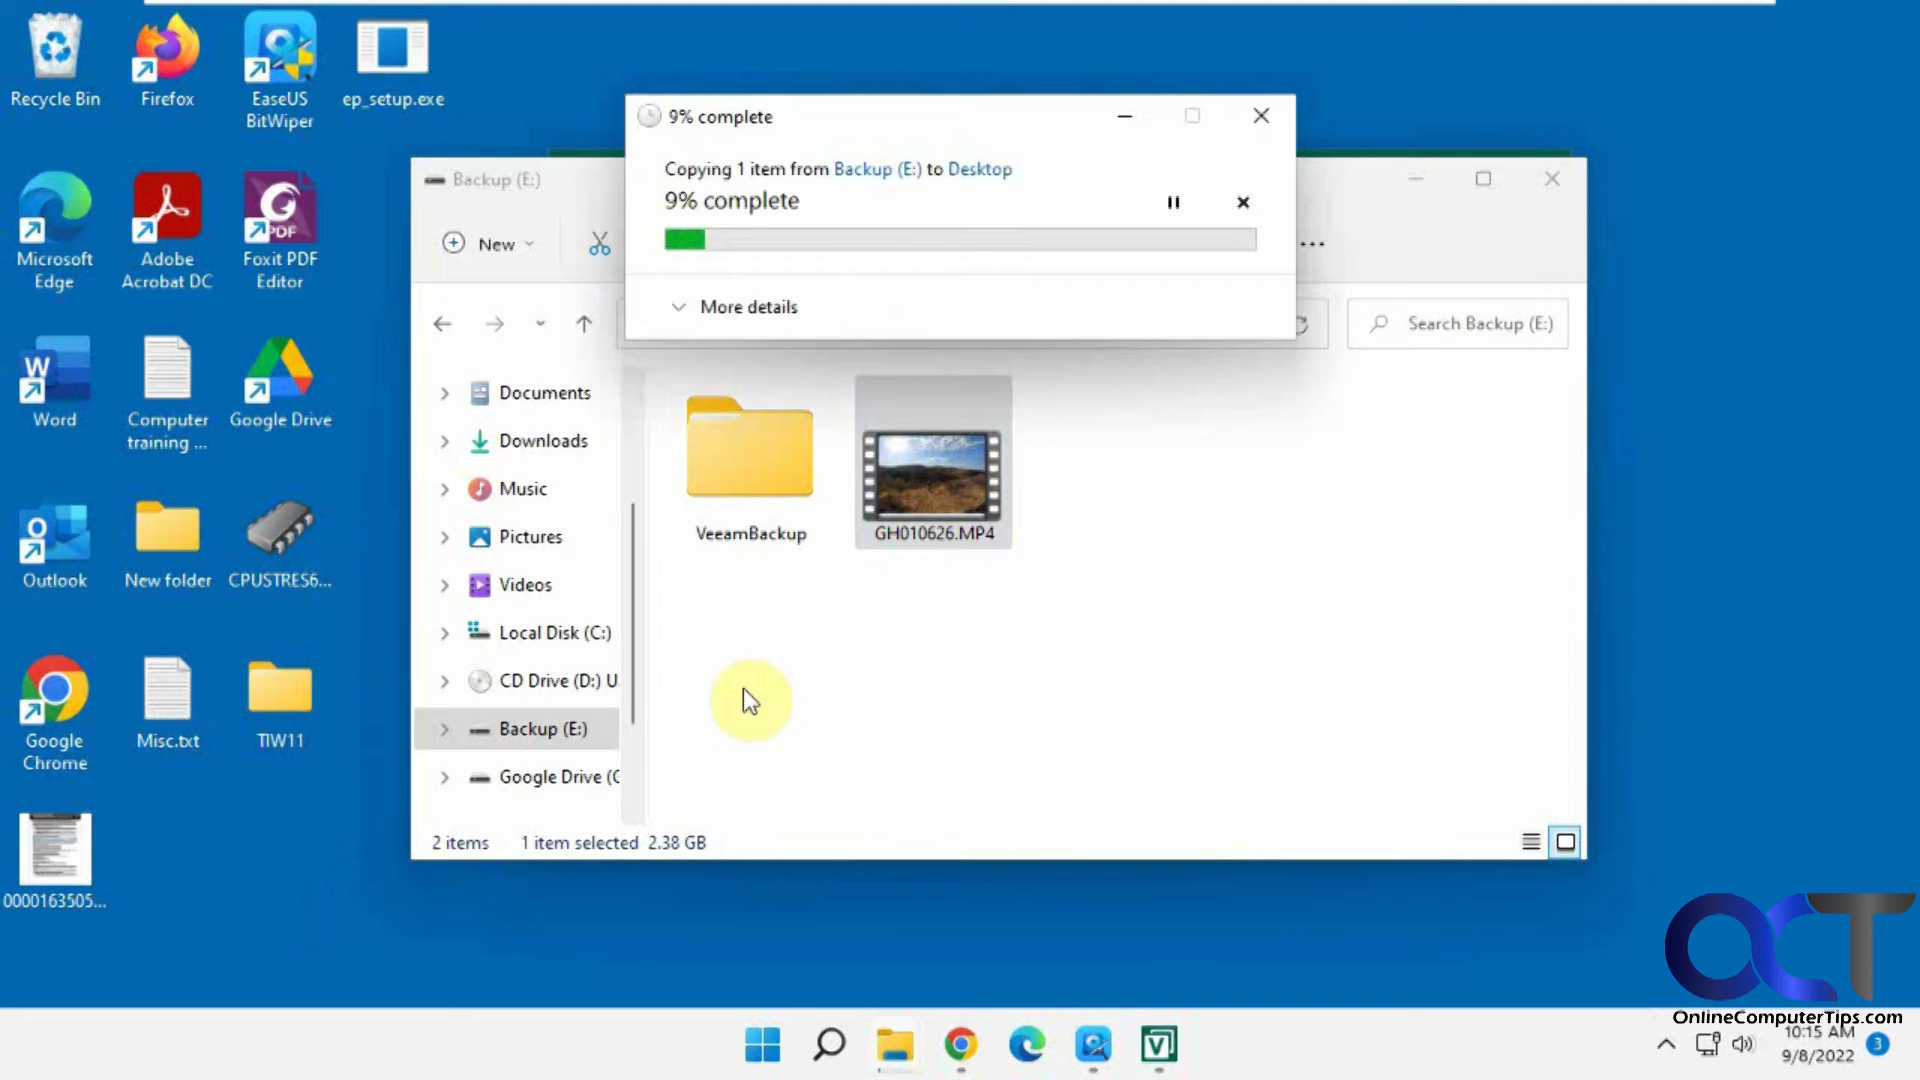 Recycle Bin
Firefox
EaseUS
BitWiper
ep_setup.exe
Microsoft
Edge
Adobe
Acrobat DC
PDF
Foxit PDF
Editor
W
Word
Computer
training ...
Google Drive
Outlook
New folder
CPUSTRES6...
Google
Chrome
Misc.txt
TIW11
0000163505...
9% complete
Copying 1 item from Backup (E:) to Desktop
9% complete
More details
Backup (E:)
New
Search Backup (E:)
Documents
Downloads
Music
Pictures
Videos
Local Disk (C:)
CD Drive (D:) U
Backup (E:)
Google Drive (G
VeeamBackup
GH010626.MP4
2 items 1 item selected 2.38 GB
OCT
OnlineComputerTips.com
V
10:15 AM
9/8/2022
3